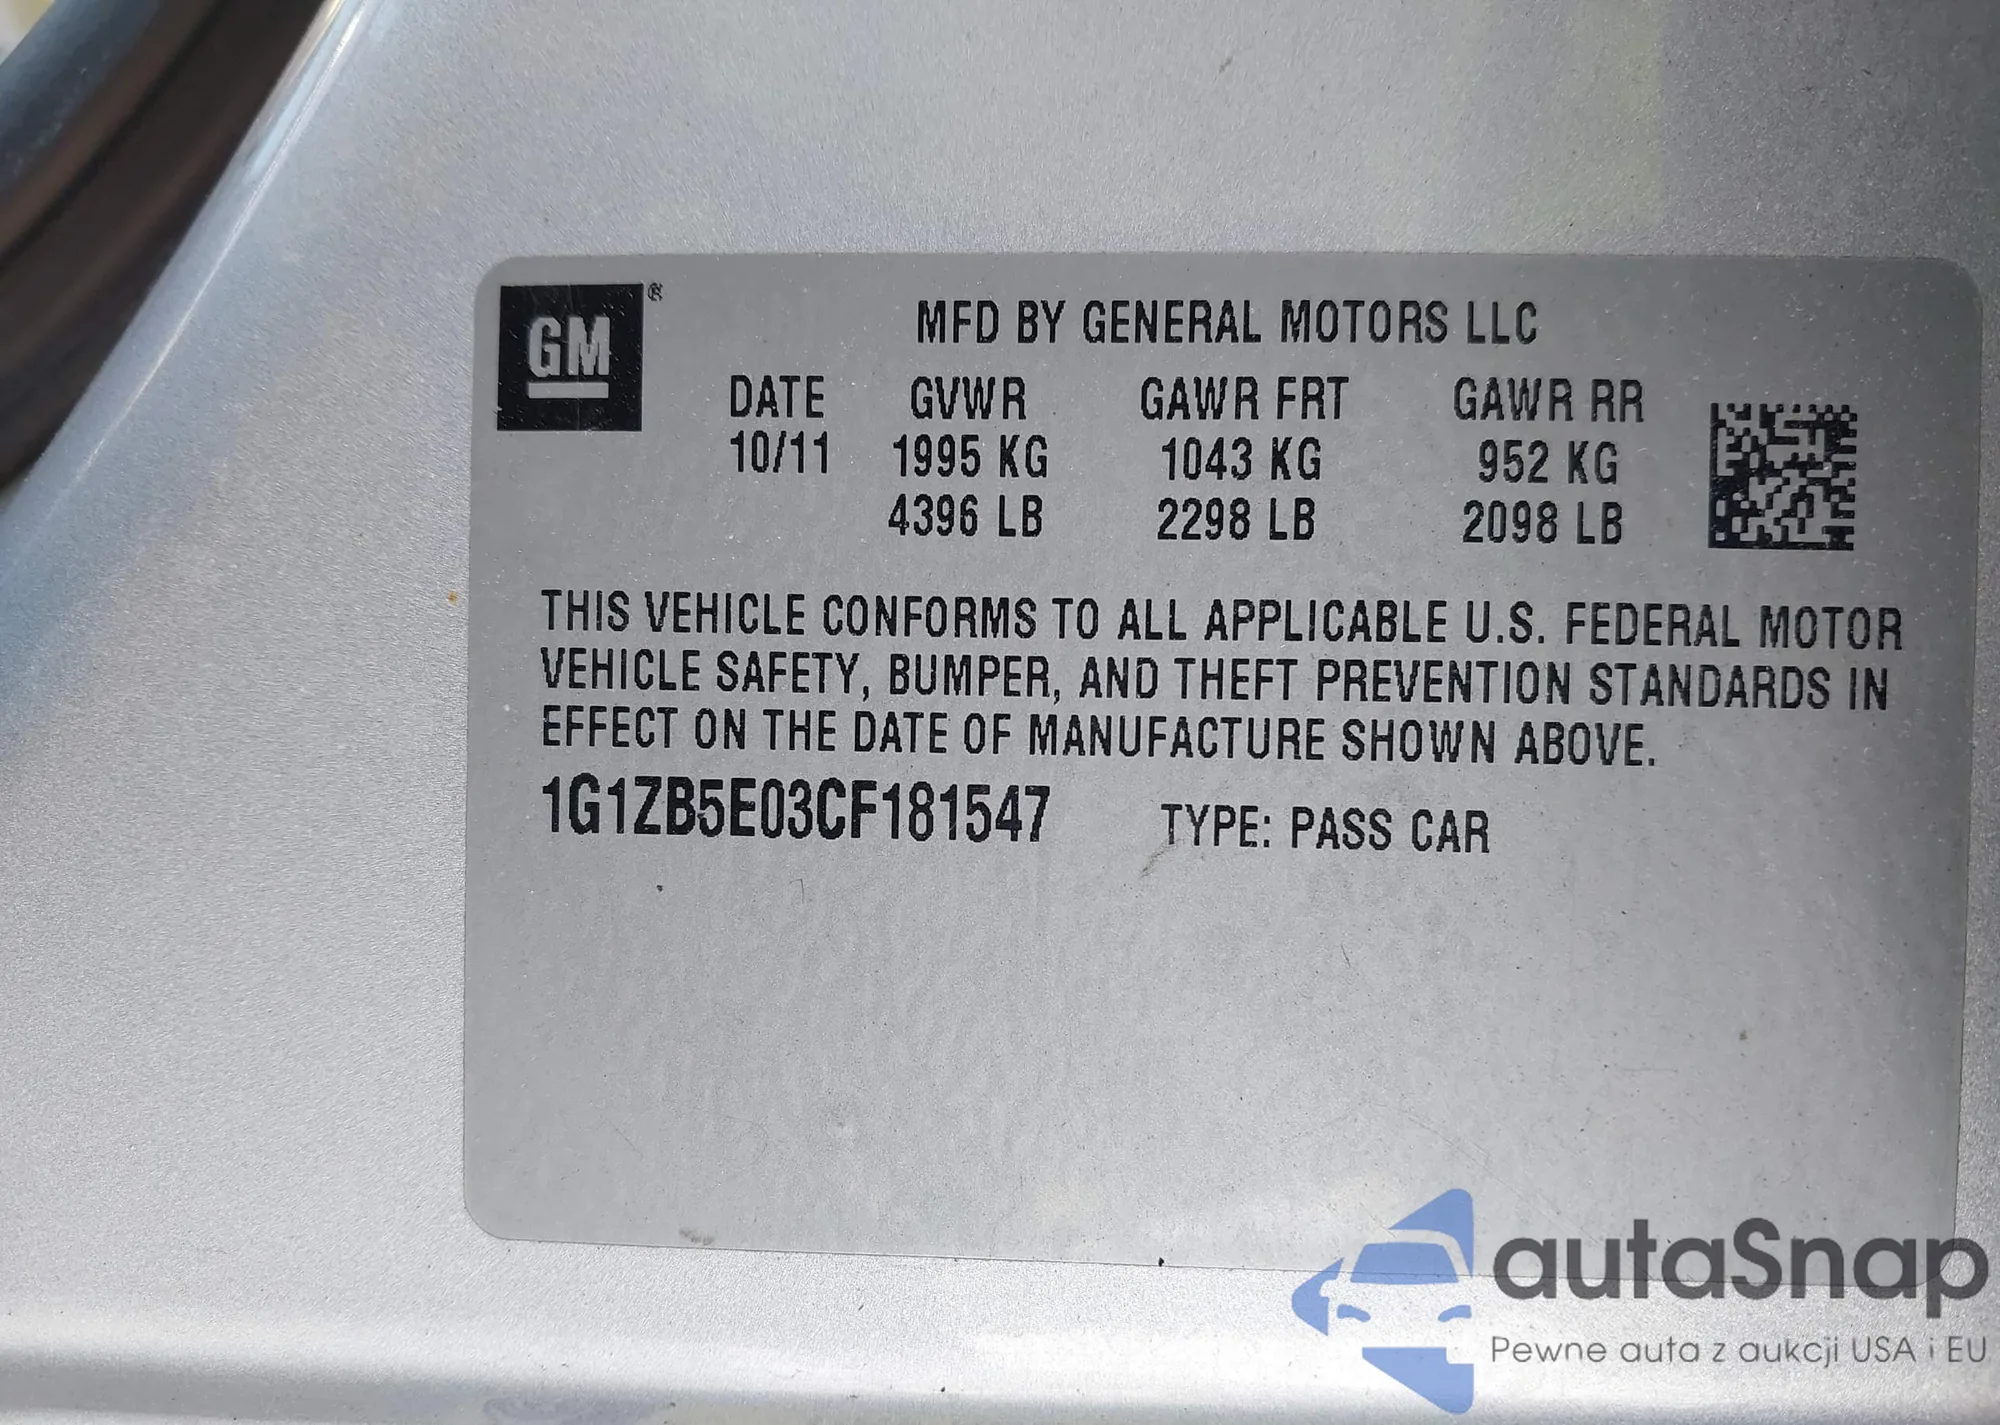 GM ®
MFD BY GENERAL MOTORS LLC
DATE GVWR GAWR FRT GAWR RR
10/11 1995 KG 1043 KG 952 KG
4396 LB 2298 LB 2098 LB
THIS VEHICLE CONFORMS TO ALL APPLICABLE U.S. FEDERAL MOTOR
VEHICLE SAFETY, BUMPER, AND THEFT PREVENTION STANDARDS IN
EFFECT ON THE DATE OF MANUFACTURE SHOWN ABOVE.
1G1ZB5E03CF181547 TYPE: PASS CAR
autaSnap
Pewne auta z aukcji USA i EU